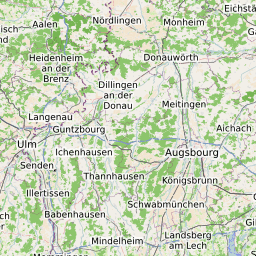 Eichstä
Nördlingen
Monheim
isch
Aalen
Heidenheim
an der
Brenz
Donauwörth
Dillingen
an der
Donau
Meitingen
Langenau
Guntzbourg
Aichach
Ulm
Ichenhausen
Augsbourg
Senden
Thannhausen
Königsbrunn
Illertissen
Schwabmünchen
Babenhausen
Landsberg
am Lech
Mindelheim